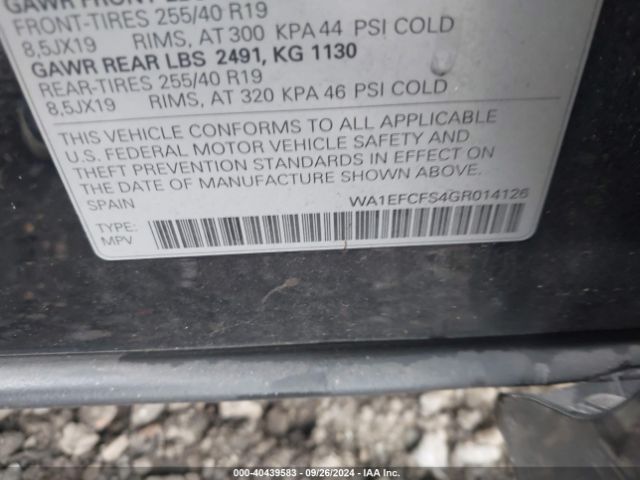 GAWR FRONT LBS
FRONT-TIRES 255/40 R19
8,5JX19 RIMS, AT 300 KPA 44 PSI COLD
GAWR REAR LBS 2491, KG 1130
REAR-TIRES 255/40 R19
8,5JX19 RIMS, AT 320 KPA 46 PSI COLD
THIS VEHICLE CONFORMS TO ALL APPLICABLE
U.S. FEDERAL MOTOR VEHICLE SAFETY AND
THEFT PREVENTION STANDARDS IN EFFECT ON
THE DATE OF MANUFACTURE SHOWN ABOVE.
SPAIN WA1EFCFS4GR014126
TYPE:
MPV
000-40439583 - 09/26/2024 - IAA Inc.